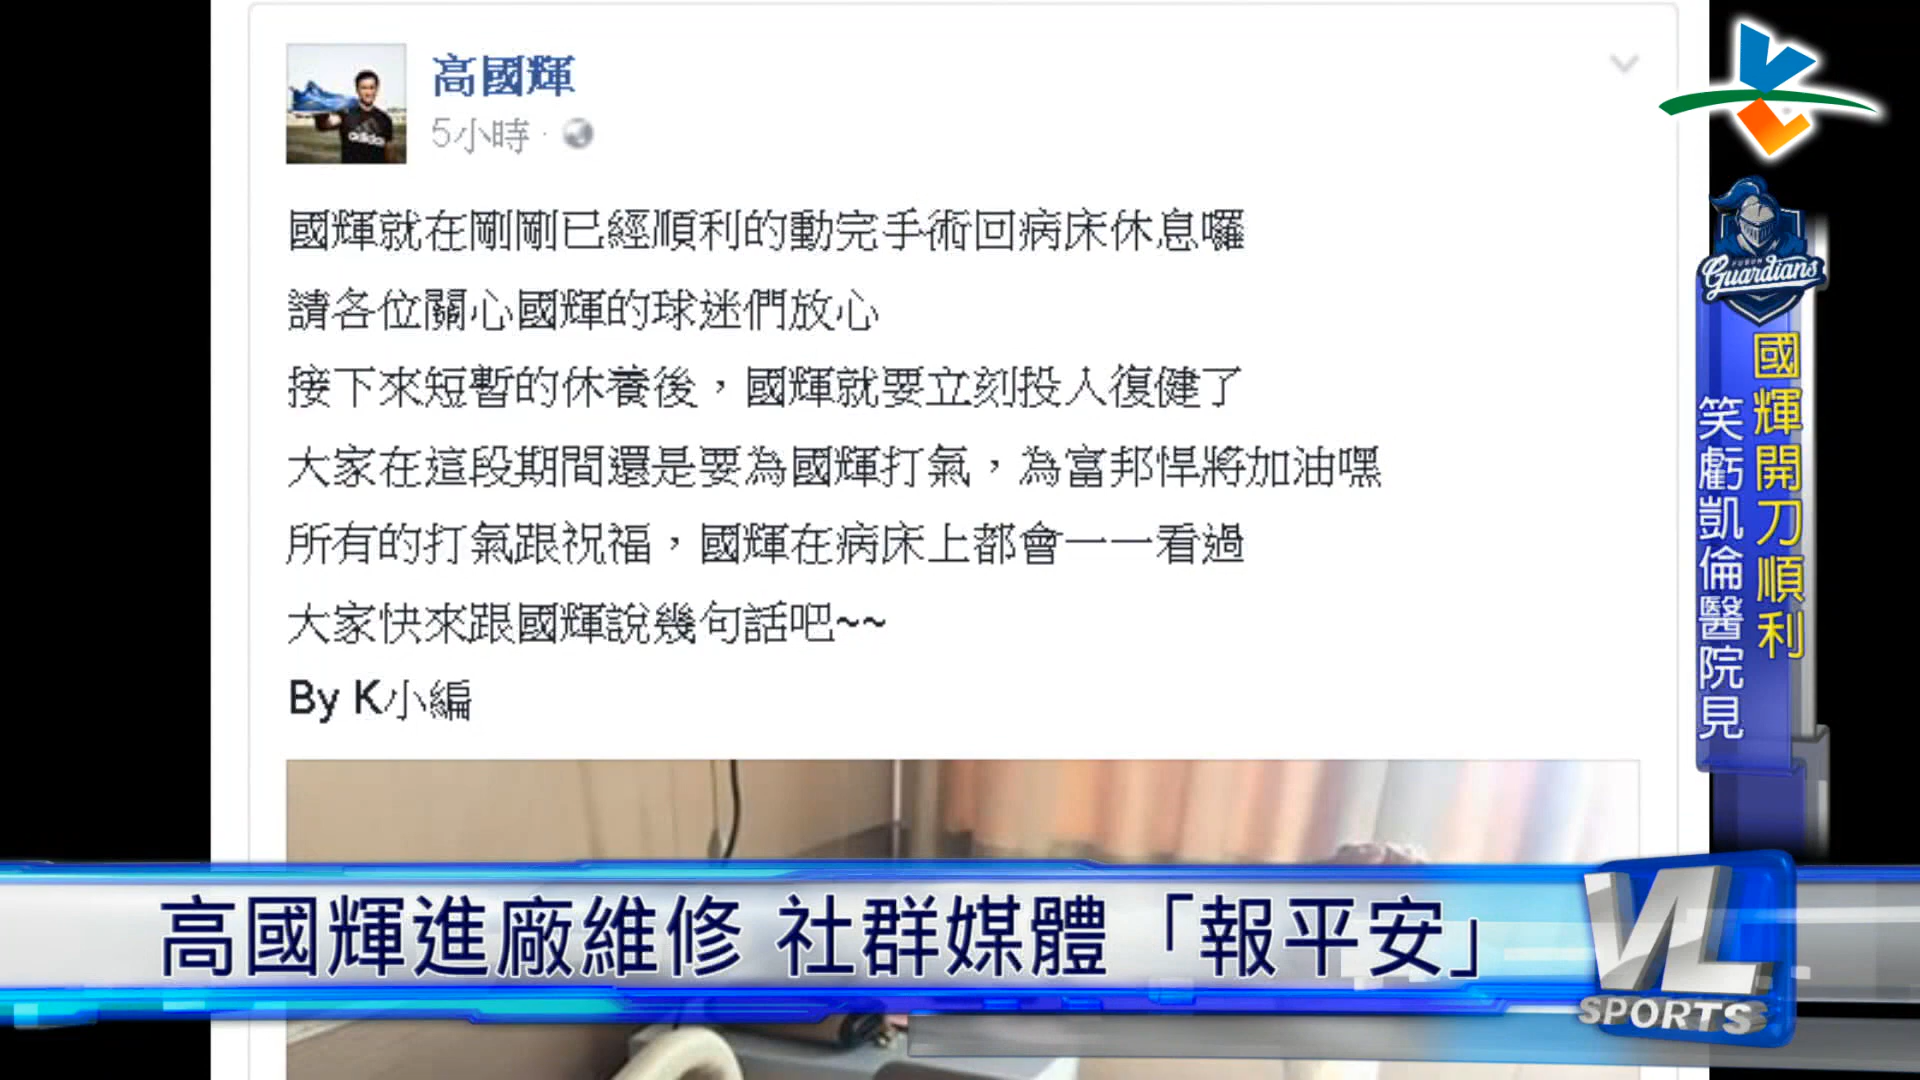 高國輝
5小時
adidas
國輝就在剛剛已經順利的動完手術回病床休息囉
請各位關心國輝的球迷們放心
接下來短暫的休養後，國輝就要立刻投入復健了
大家在這段期間還是要為國輝打氣，為富邦悍將加油嘿
所有的打氣跟祝福，國輝在病床上都會一一看過
大家快來跟國輝說幾句話吧~~
By K小編
FUBON
Guardians
國輝開刀順利
笑虧凱倫醫院見
高國輝進廠維修 社群媒體「報平安」
VL
SPORTS